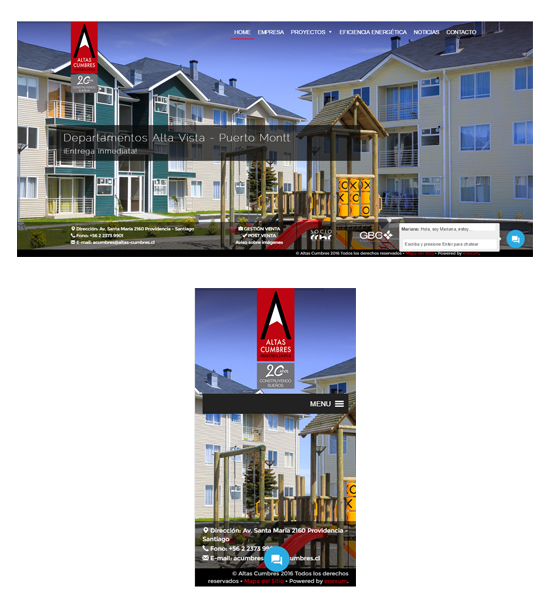 HOME EMPRESA PROYECTOS EFICIENCIA ENERGÉTICA NOTICIAS CONTACTO
ALTAS
CUMBRES
20 años
CONSTRUYENDO
SUEÑOS
Departamentos Alta Vista - Puerto Montt
¡Entrega Inmediata!
Dirección: Av. Santa María 2160 Providencia - Santiago
Fono: +56 2 2373 9901
E-mail: acumbres@altas-cumbres.cl
GESTIÓN VENTA
POST VENTA
Aviso sobre imágenes
SOCIO
GBC
Mariana: Hola, soy Mariana, estoy
Escriba y presione Enter para chatear
© Altas Cumbres 2016 Todos los derechos reservados • Mapa del Sitio • Powered by
ALTAS
CUMBRES
INMOBILIARIA
20 años
CONSTRUYENDO
SUEÑOS
MENU
Dirección: Av. Santa María 2160 Providencia -
Santiago
Fono: +56 2 2373 99
E-mail: acumbres umbres.cl
© Altas Cumbres 2016 Todos los derechos
reservados • Mapa del Sitio • Powered by